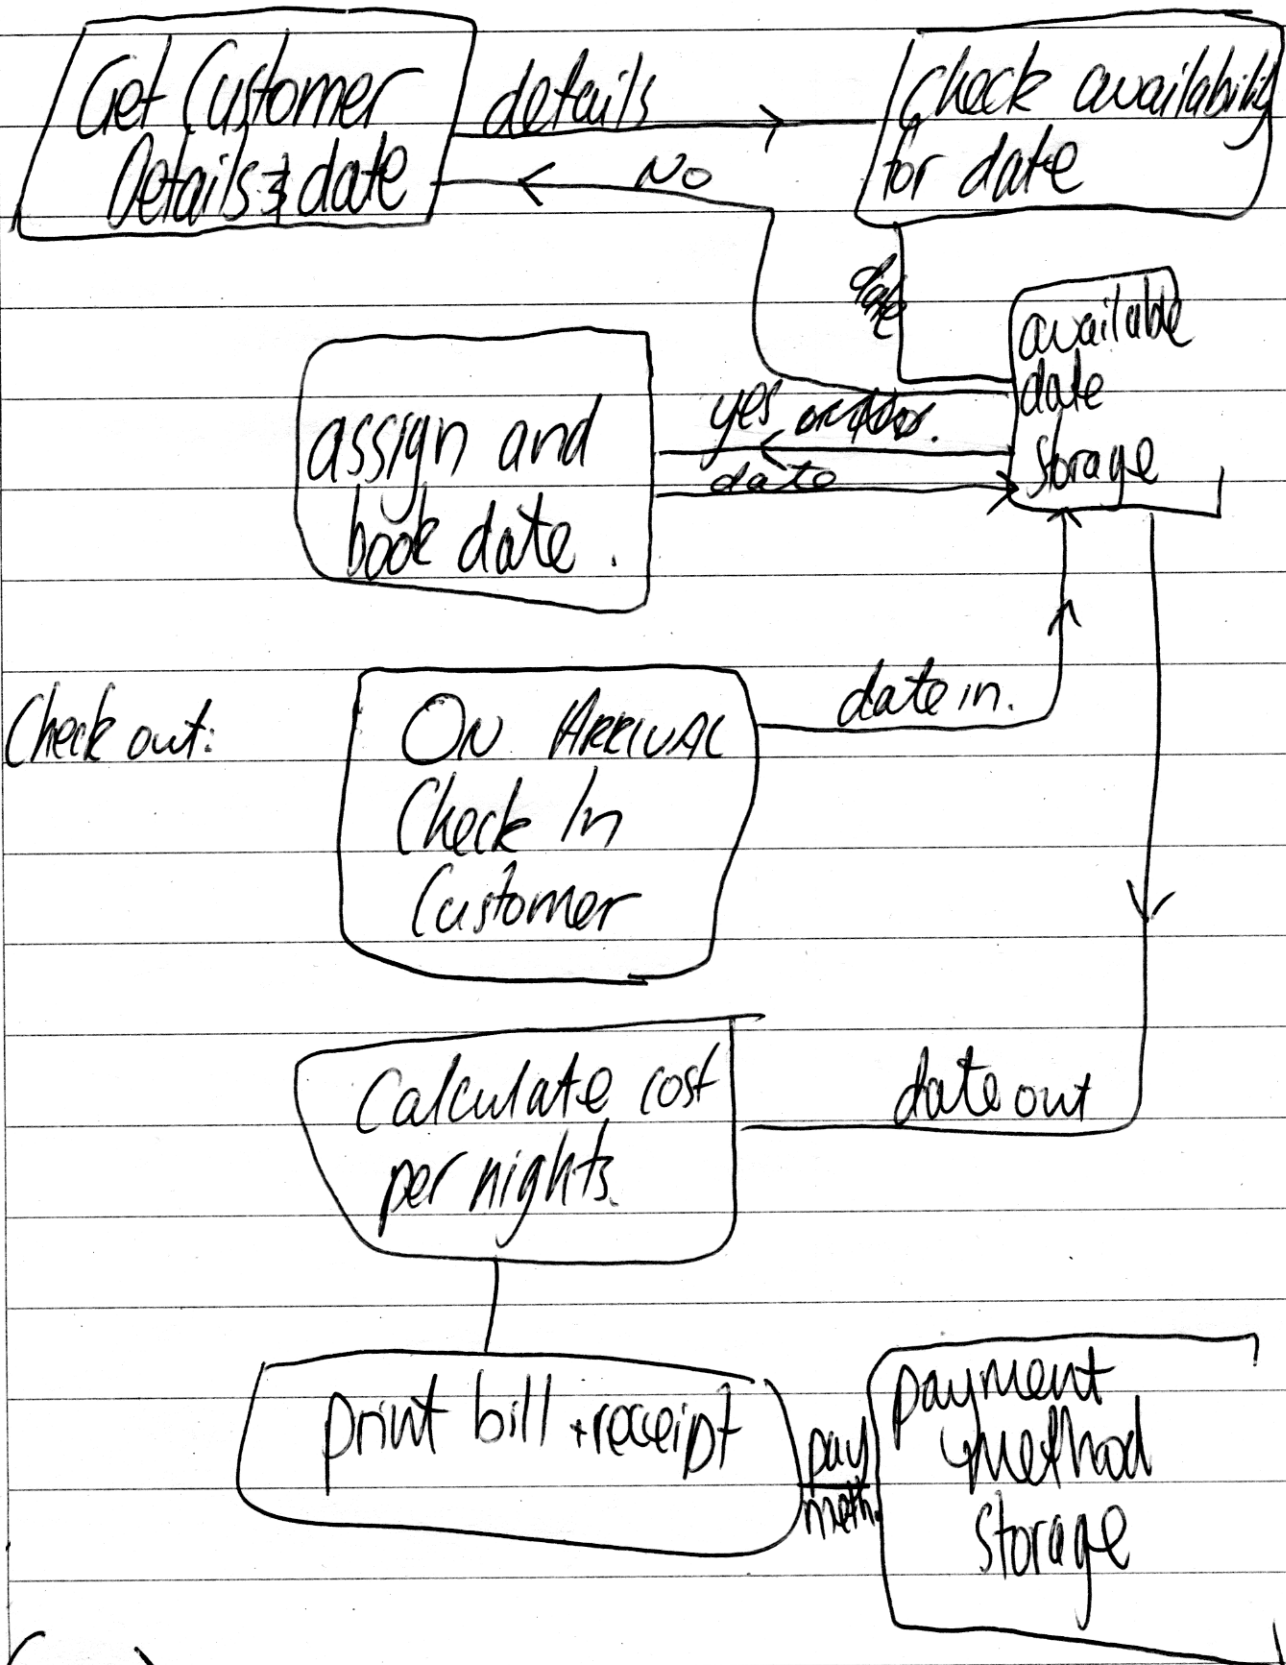 Get Customer
Details & date
details
No
Check availability
for date
date
available
date
storage
yes
date
assign and
book date.
Check out:
ON ARRIVAL
Check In
Customer
date in.
Calculate cost
per nights.
date out
print bill + receipt
pay
meth.
payment
method
storage